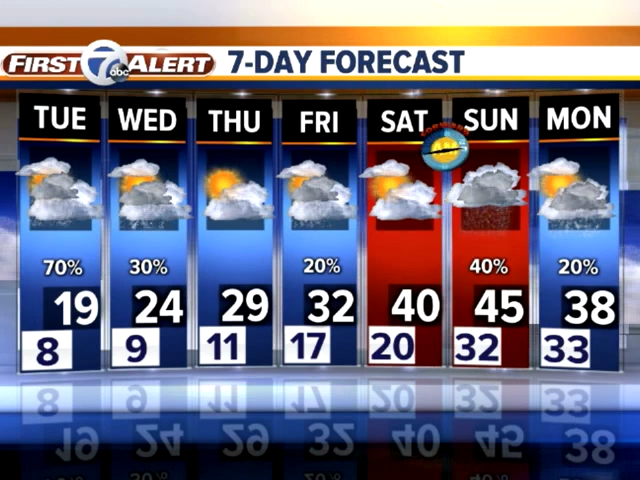 FIRST 7 abc ALERT 7-DAY FORECAST
TUE WED THU FRI SAT SUN MON
70% 30% 20% 40% 20%
19 24 29 32 40 45 38
8 9 11 17 20 32 33